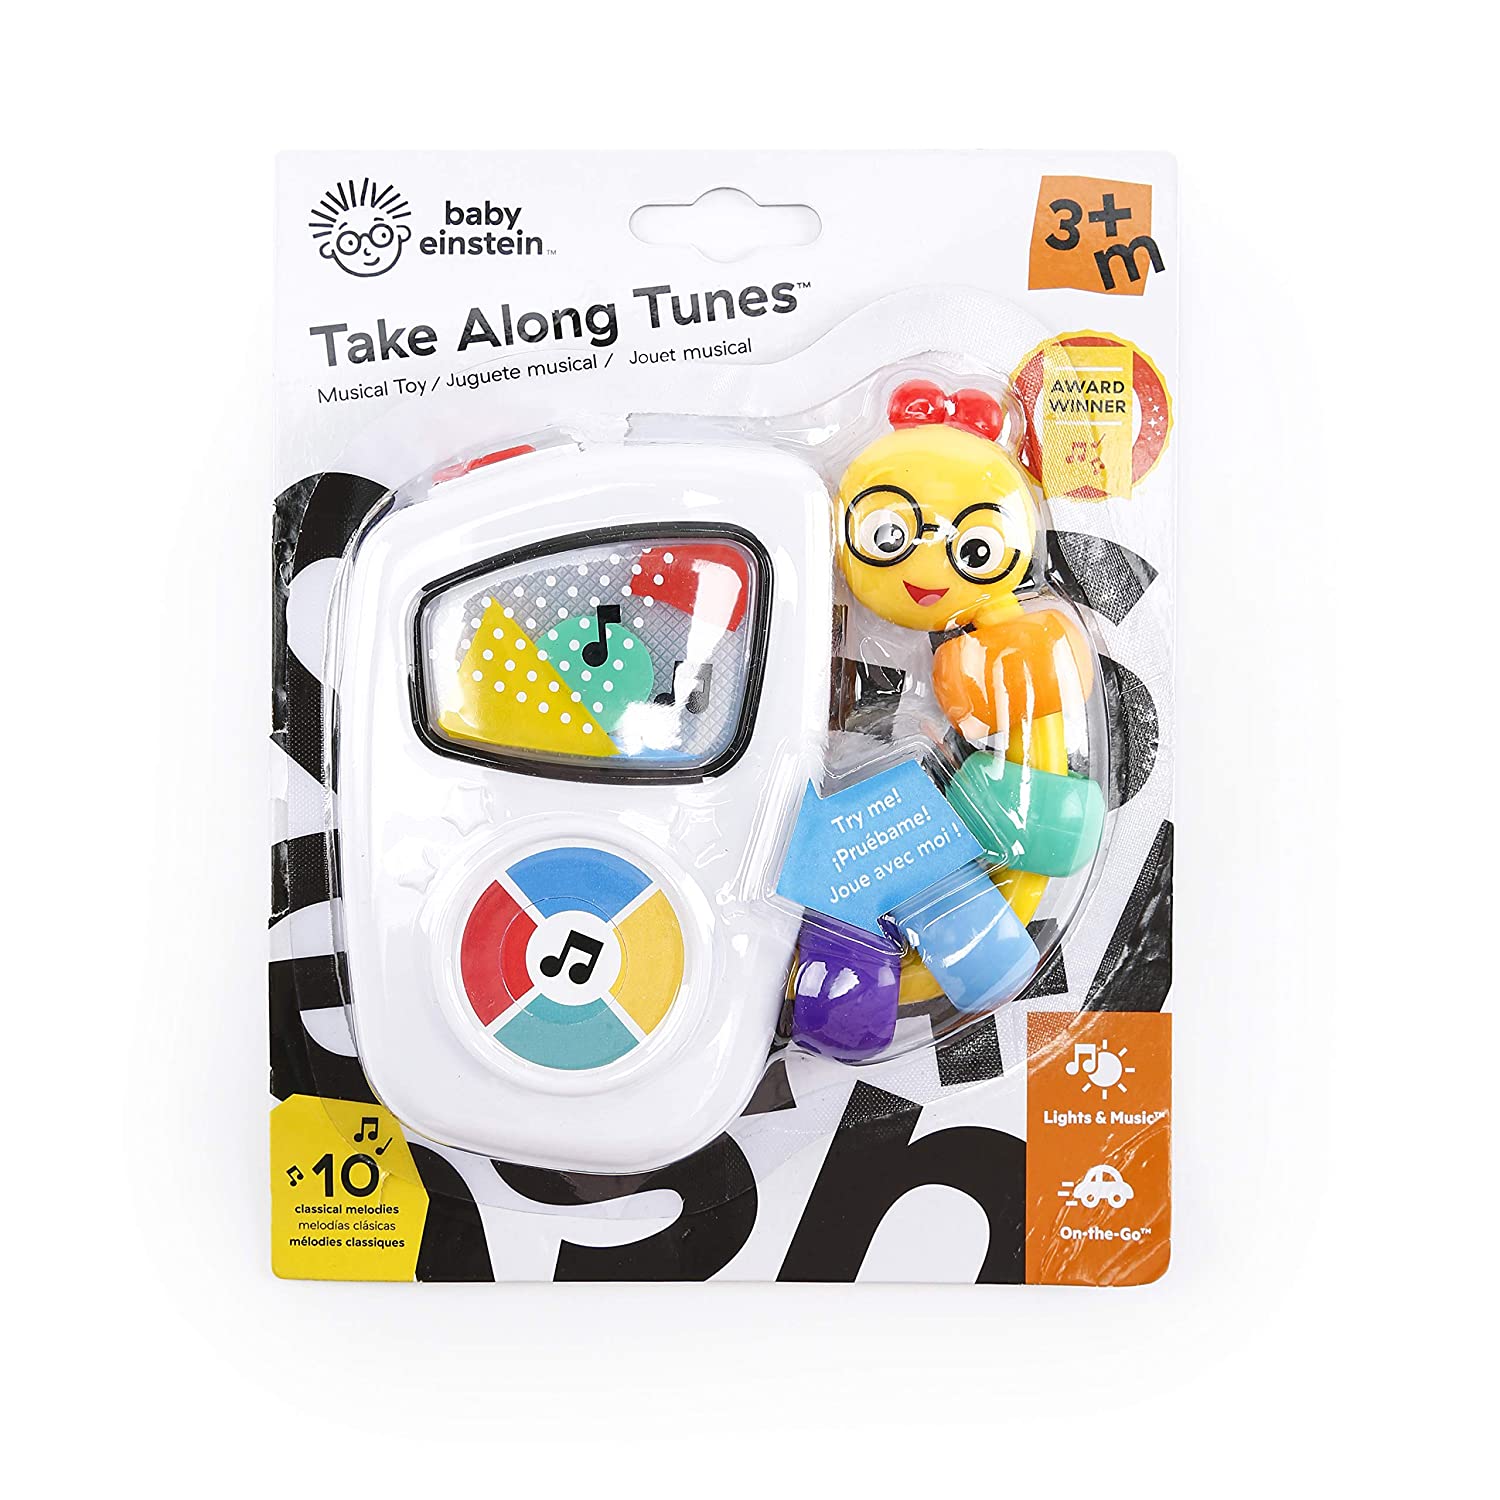 baby
einstein™
3+
m
Take Along Tunes™
Musical Toy / Juguete musical / Jouet musical
AWARD
WINNER
Try me!
¡Pruébame!
Joue avec moi !
10
classical melodies
melodías clásicas
mélodies classiques
Lights & Music™
On-the-Go™